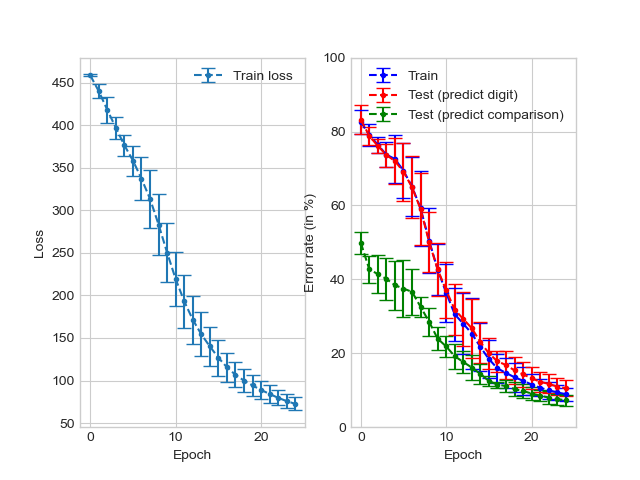 Train loss
450
400
350
300
250
200
150
100
50
0
10
20
Loss
Epoch
Train
Test (predict digit)
Test (predict comparison)
100
80
60
40
20
0
0
10
20
Error rate (in %)
Epoch